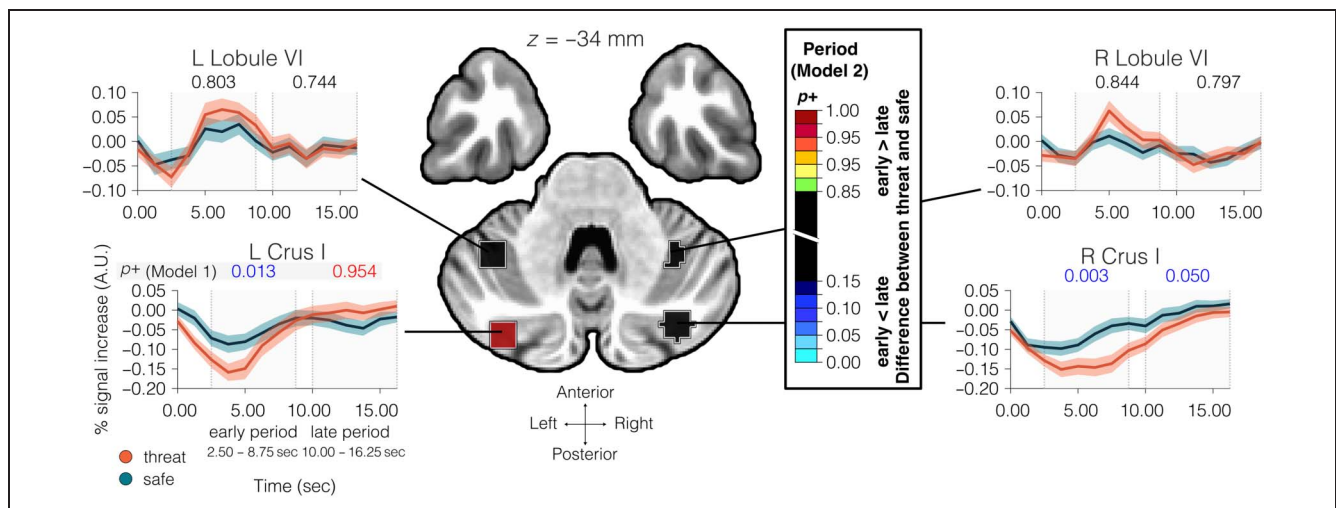 L Lobule VI
0.803 0.744
0.10
0.05
0.00
−0.05
−0.10
0.00 5.00 10.00 15.00
L Crus I
p+ (Model 1) 0.013 0.954
0.05
0.00
−0.05
−0.10
−0.15
−0.20
0.00 5.00 10.00 15.00
% signal increase (A.U.)
early period late period
2.50 – 8.75 sec 10.00 – 16.25 sec
threat
safe
Time (sec)
z = −34 mm
Anterior
Left Right
Posterior
Period
(Model 2)
p+
1.00
0.95
0.95
0.85
0.15
0.10
0.05
0.00
early > late
early < late
Difference between threat and safe
R Lobule VI
0.844 0.797
0.10
0.05
0.00
−0.05
−0.10
0.00 5.00 10.00 15.00
R Crus I
0.003 0.050
0.05
0.00
−0.05
−0.10
−0.15
−0.20
0.00 5.00 10.00 15.00